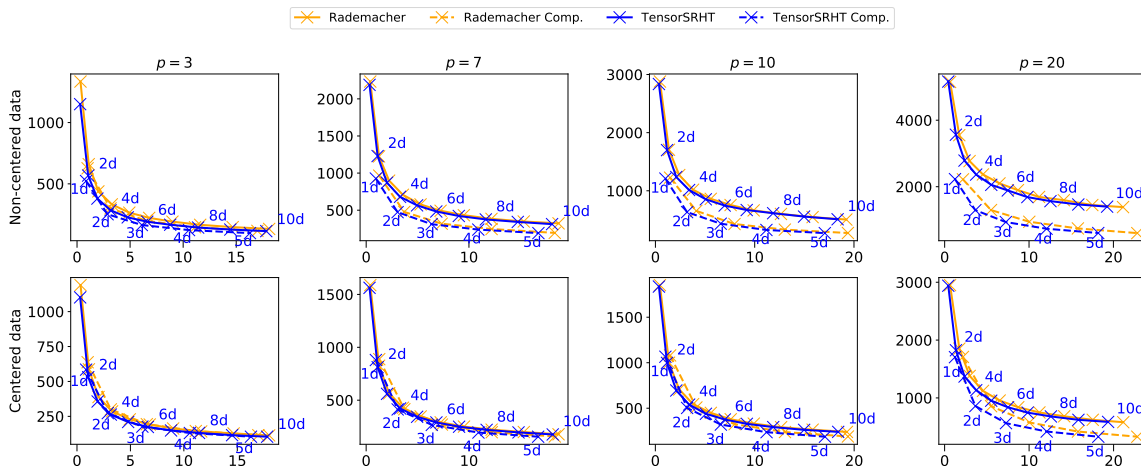 Rademacher Rademacher Comp. TensorSRHT TensorSRHT Comp.
p = 3 p = 7 p = 10 p = 20
Non-centered data
1000
500
0 5 10 15
1d 2d 4d 6d 8d 10d
2d 3d 4d 5d
2000
1500
1000
500
0 10
1d 2d 4d 6d 8d 10d
2d 3d 4d 5d
3000
2000
1000
0 10 20
1d 2d 4d 6d 8d 10d
2d 3d 4d 5d
4000
2000
0 10 20
1d 2d 4d 6d 8d 10d
2d 3d 4d 5d
Centered data
1000
750
500
250
0 5 10 15
1d 2d 4d 6d 8d 10d
2d 3d 4d 5d
1500
1000
500
0 10
1d 2d 4d 6d 8d 10d
2d 3d 4d 5d
1500
1000
500
0 10 20
1d 2d 4d 6d 8d 10d
2d 3d 4d 5d
3000
2000
1000
0 10 20
1d 2d 4d 6d 8d 10d
2d 3d 4d 5d